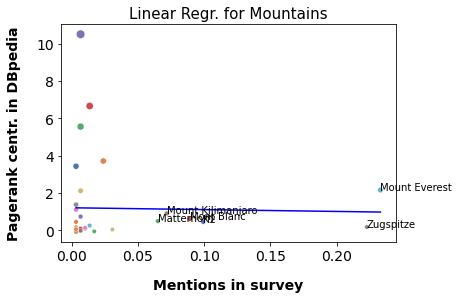 Linear Regr. for Mountains
Pagerank centr. in DBpedia
10
8
6
4
2
0
Mount Everest
Mount Kilimanjaro
Mont Blanc
K2
Matterhorn
Zugspitze
0.00
0.05
0.10
0.15
0.20
Mentions in survey